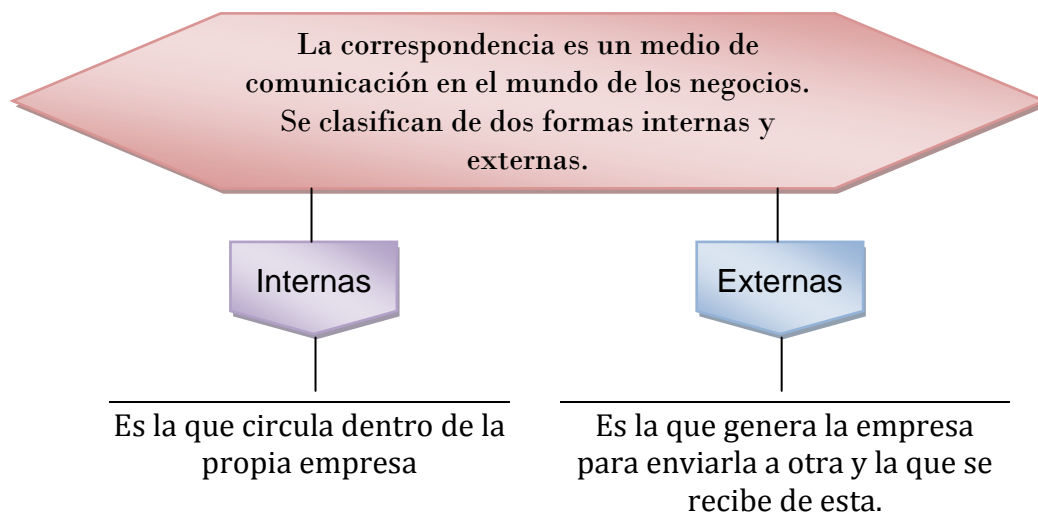 La correspondencia es un medio de
comunicación en el mundo de los negocios.
Se clasifican de dos formas internas y
externas.
Internas
Externas
Es la que circula dentro de la
propia empresa
Es la que genera la empresa
para enviarla a otra y la que se
recibe de esta.